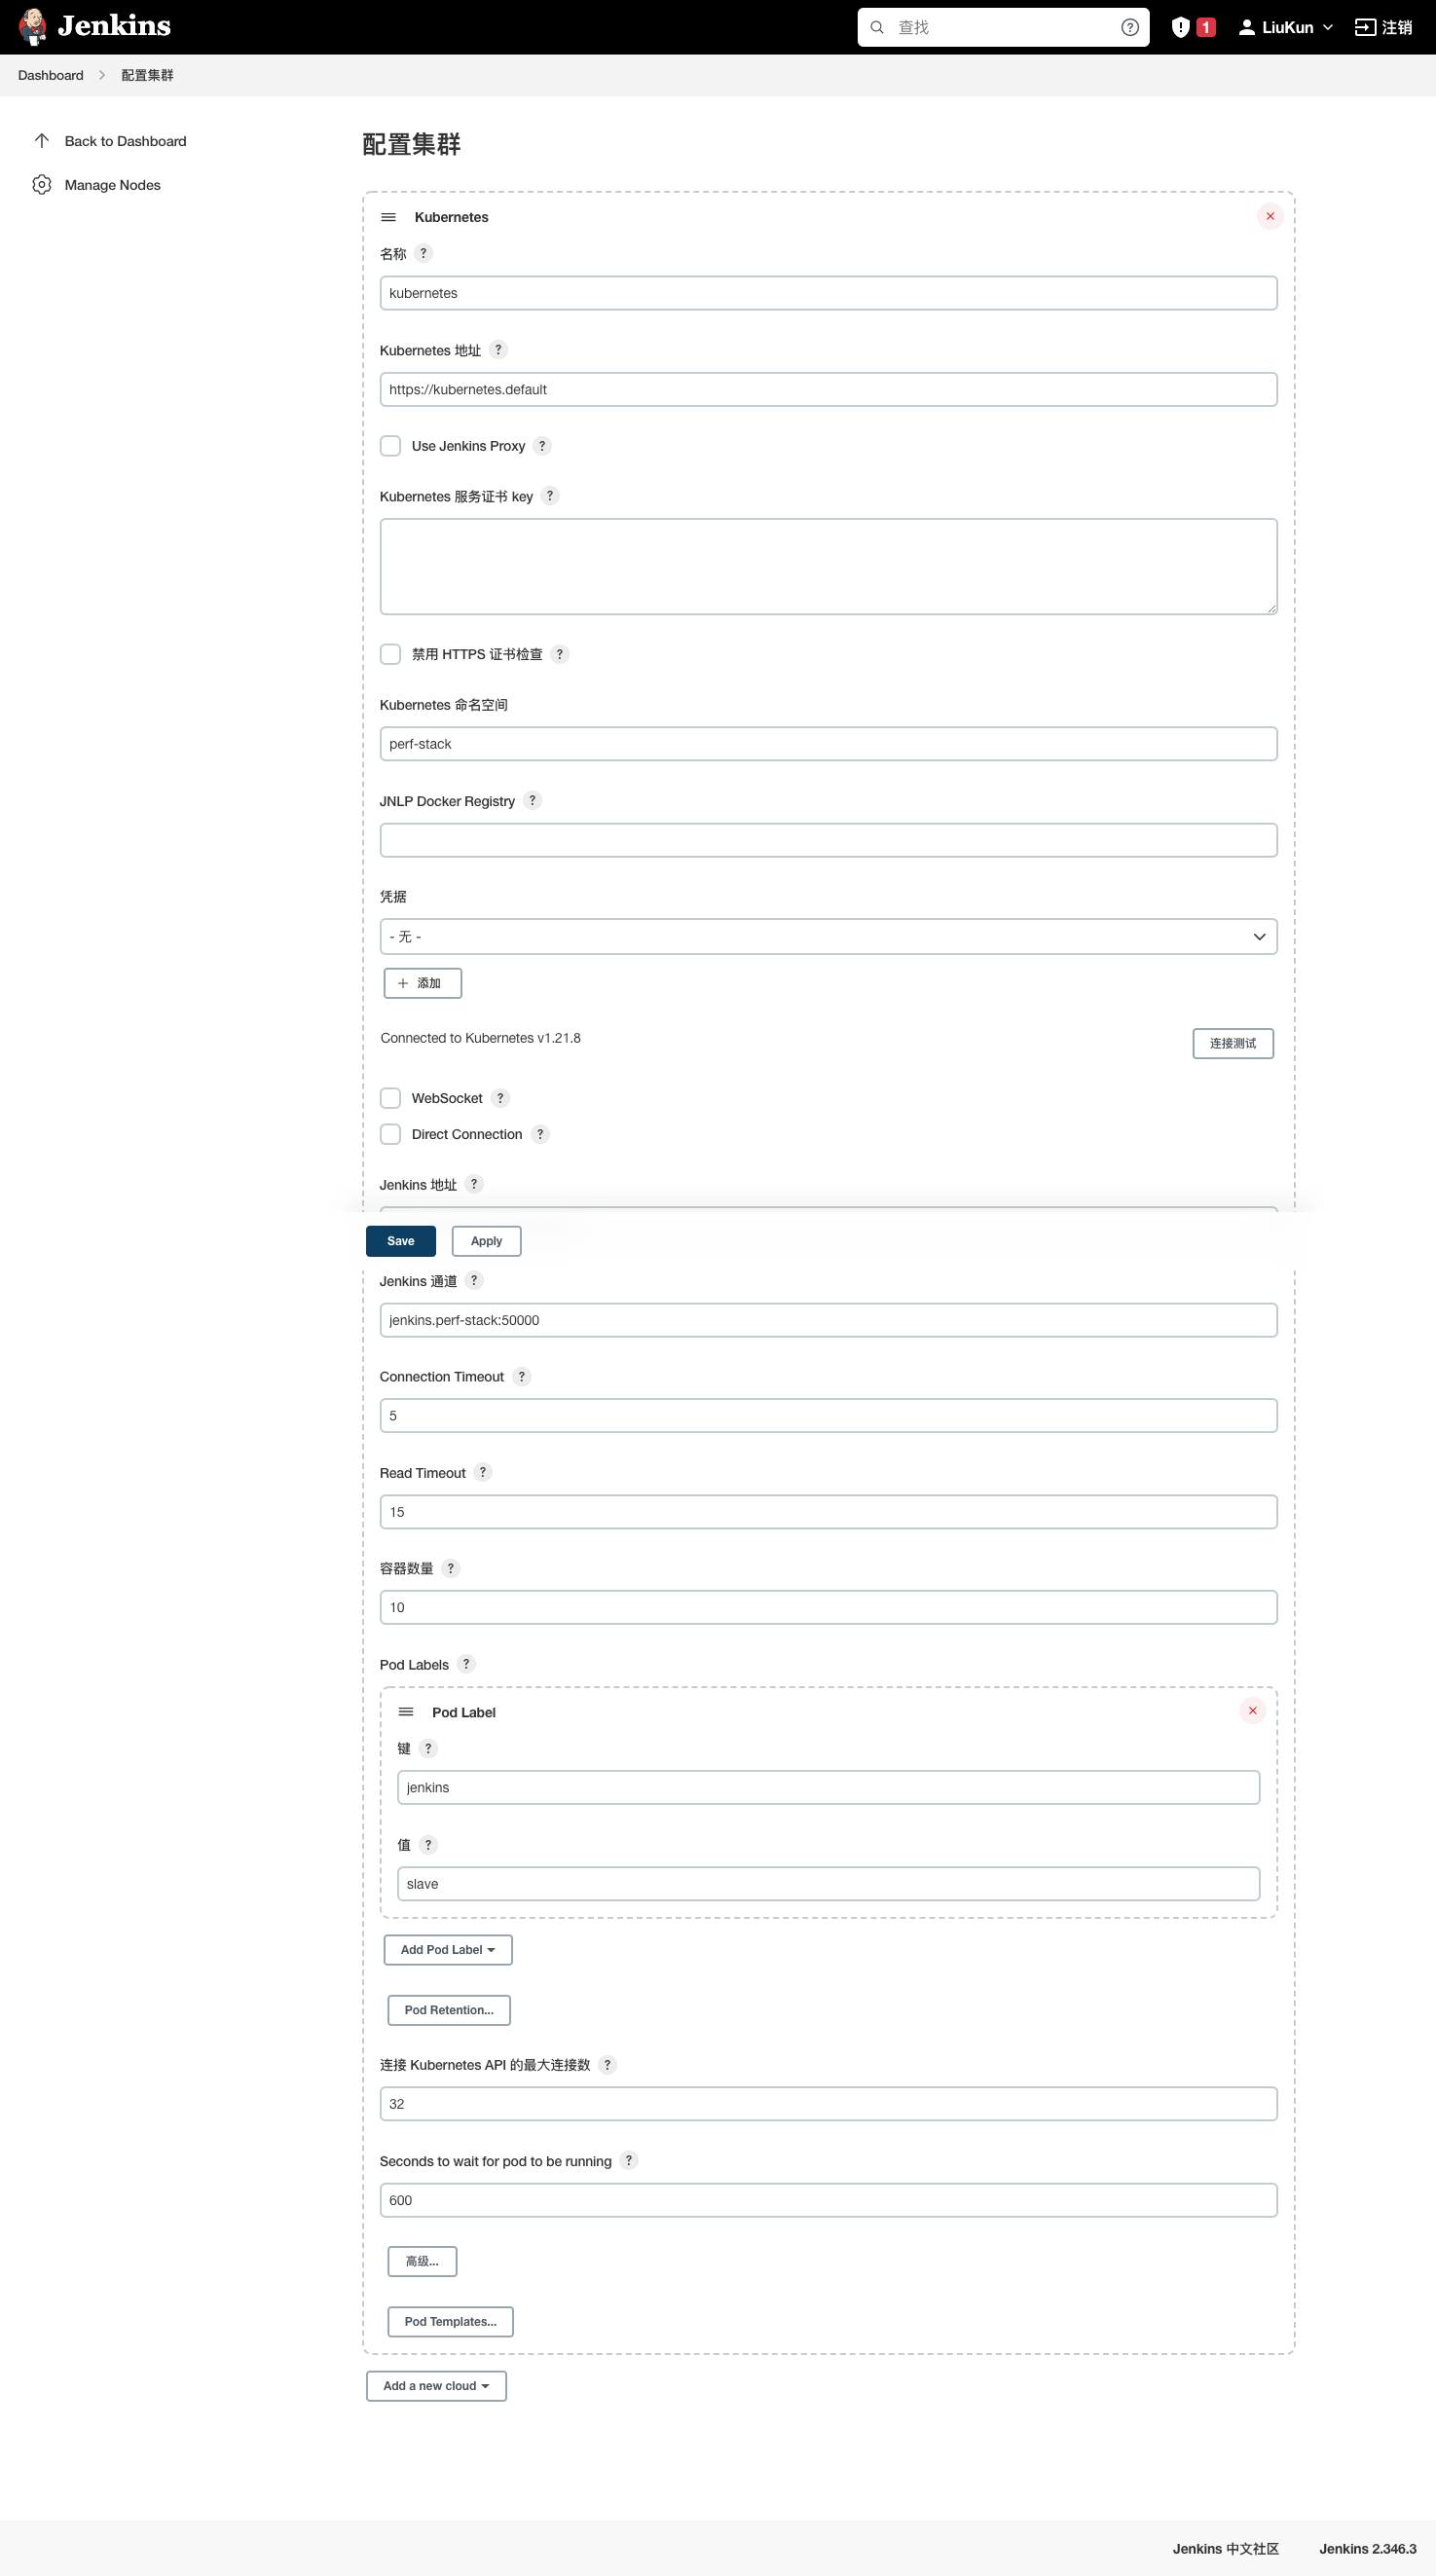 Jenkins
查找
1
LiuKun
注销
Dashboard
配置集群
Back to Dashboard
Manage Nodes
配置集群
Kubernetes
名称 ?
kubernetes
Kubernetes 地址 ?
https://kubernetes.default
Use Jenkins Proxy ?
Kubernetes 服务证书 key ?
禁用 HTTPS 证书检查 ?
Kubernetes 命名空间
perf-stack
JNLP Docker Registry ?
凭据
- 无 -
添加
Connected to Kubernetes v1.21.8
连接测试
WebSocket ?
Direct Connection ?
Jenkins 地址 ?
Save
Apply
Jenkins 通道 ?
jenkins.perf-stack:50000
Connection Timeout ?
5
Read Timeout ?
15
容器数量 ?
10
Pod Labels ?
Pod Label
键 ?
jenkins
值 ?
slave
Add Pod Label
Pod Retention...
连接 Kubernetes API 的最大连接数 ?
32
Seconds to wait for pod to be running ?
600
高级...
Pod Templates...
Add a new cloud
Jenkins 中文社区
Jenkins 2.346.3